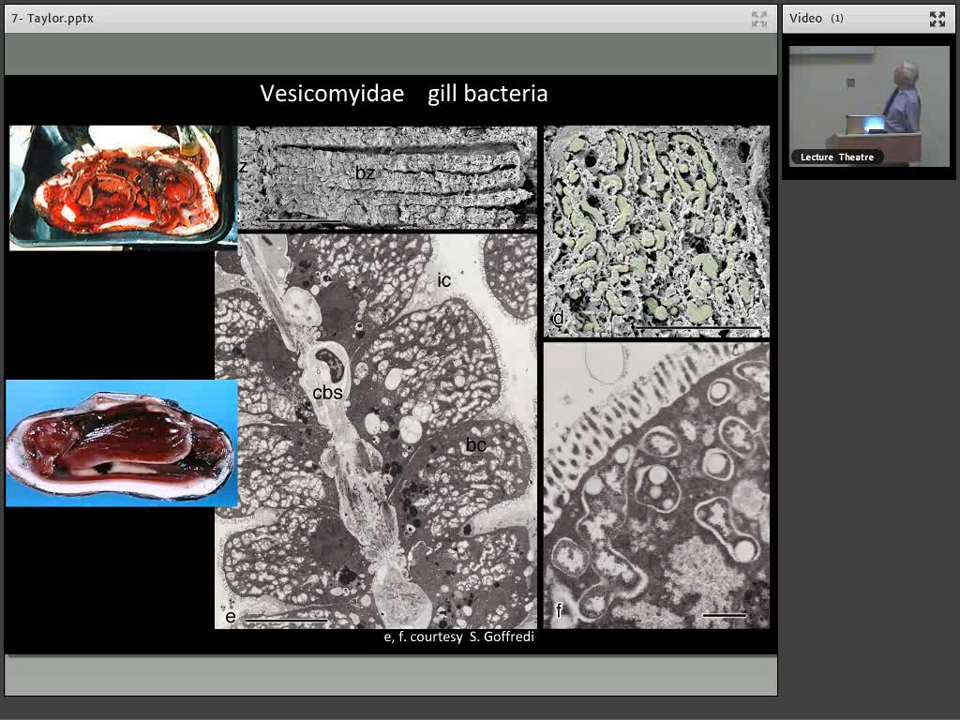 7- Taylor.pptx
Video (1)
Vesicomyidae gill bacteria
z
bz
ic
d
cbs
bc
Lecture Theatre
e
f
e, f. courtesy S. Goffredi